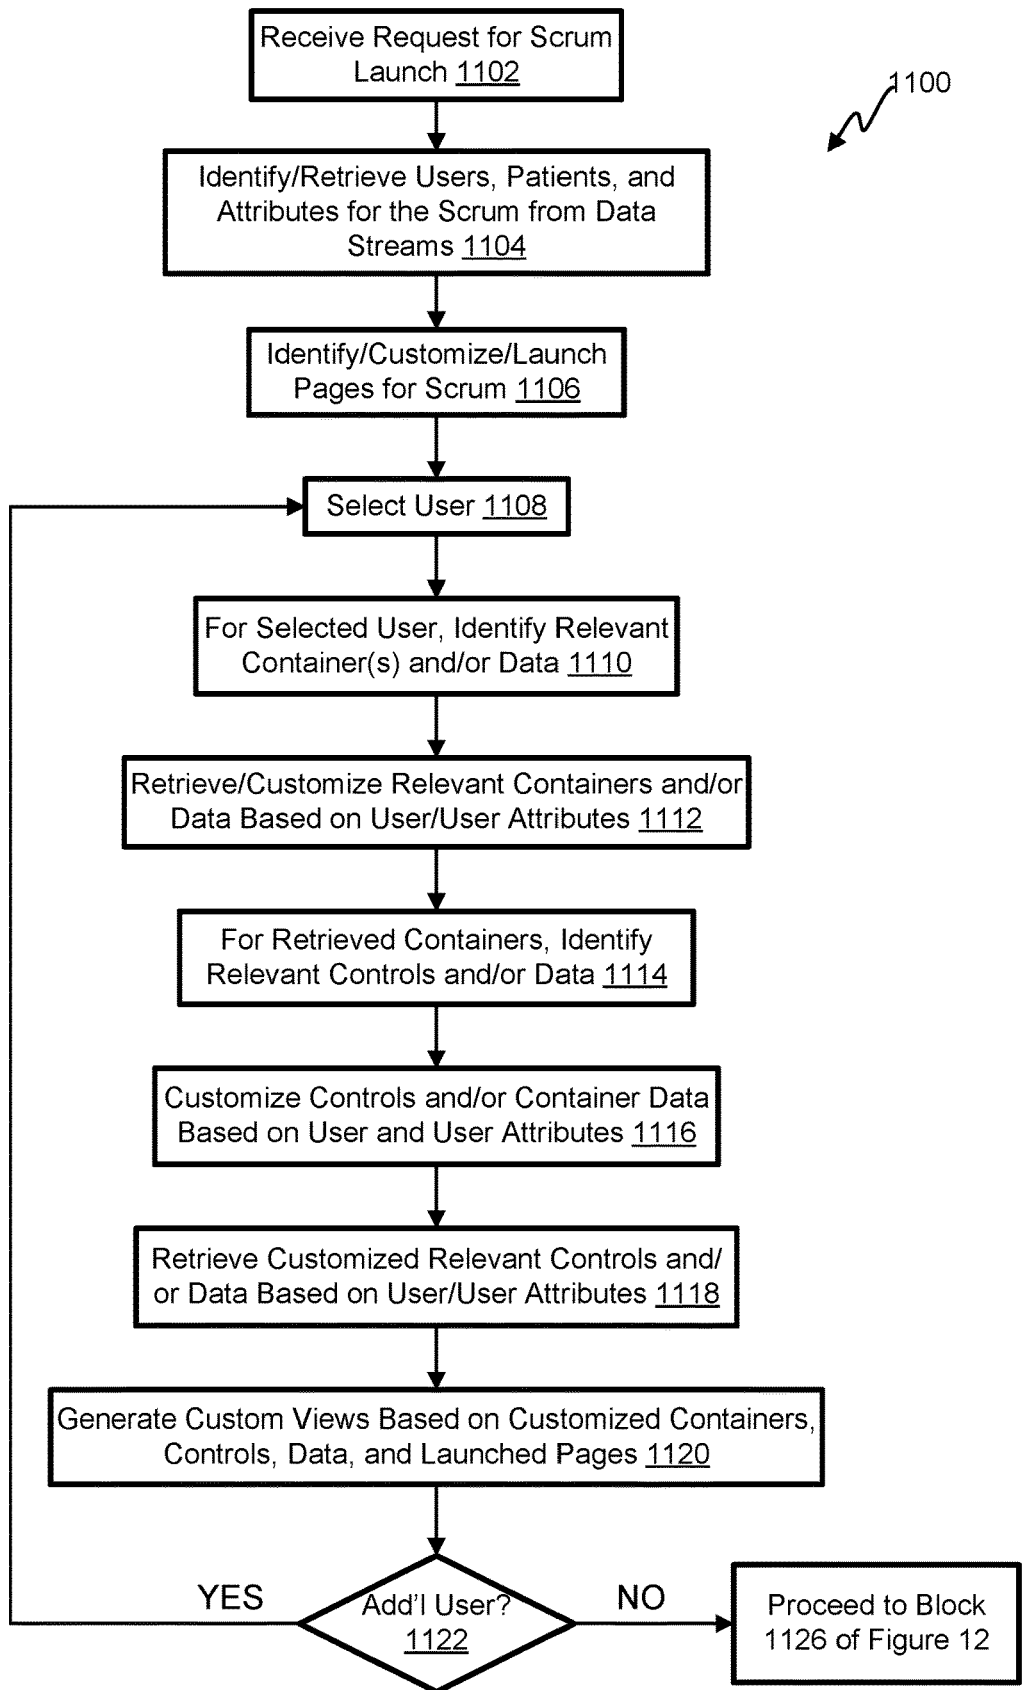 Receive Request for Scrum
Launch 1102
1100
Identify/Retrieve Users, Patients, and
Attributes for the Scrum from Data
Streams 1104
Identify/Customize/Launch
Pages for Scrum 1106
Select User 1108
For Selected User, Identify Relevant
Container(s) and/or Data 1110
Retrieve/Customize Relevant Containers and/or
Data Based on User/User Attributes 1112
For Retrieved Containers, Identify
Relevant Controls and/or Data 1114
Customize Controls and/or Container Data
Based on User and User Attributes 1116
Retrieve Customized Relevant Controls and/
or Data Based on User/User Attributes 1118
Generate Custom Views Based on Customized Containers,
Controls, Data, and Launched Pages 1120
YES
Add'l User?
1122
NO
Proceed to Block
1126 of Figure 12